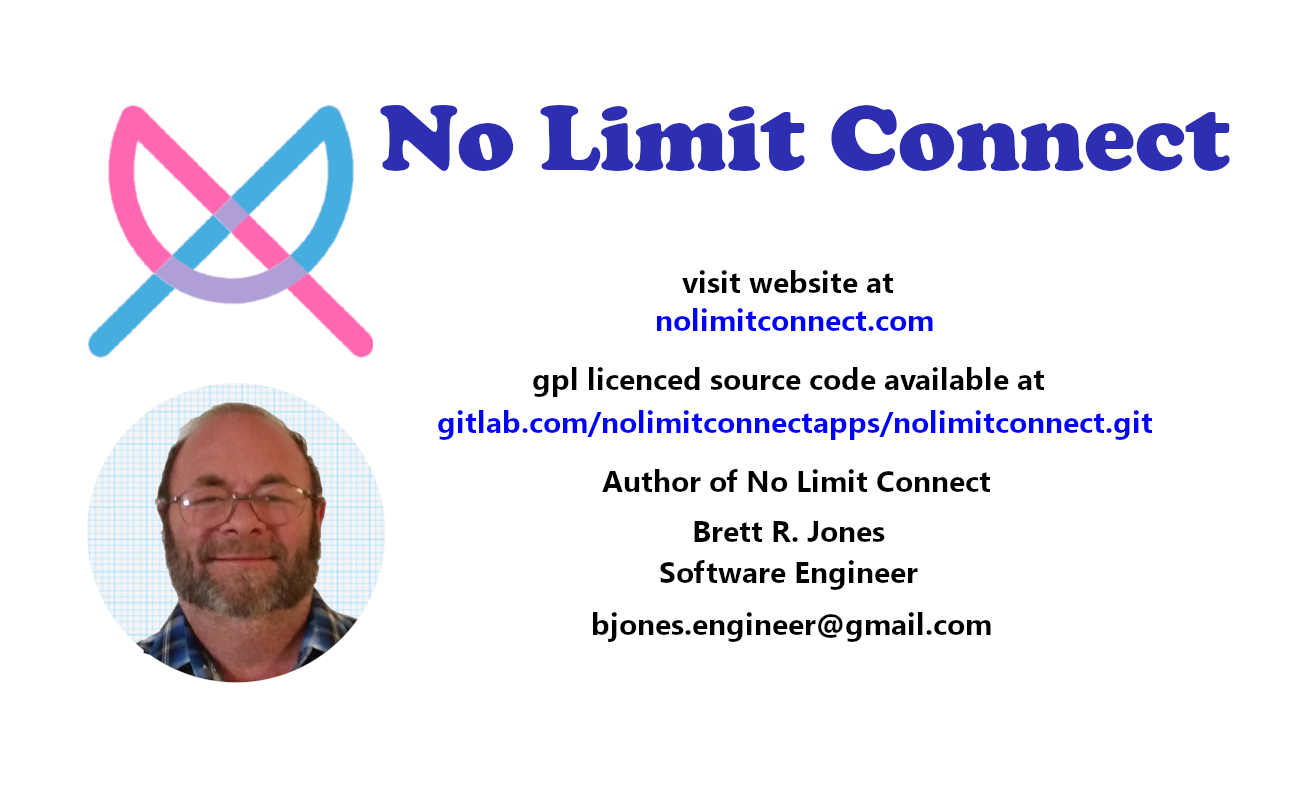 No Limit Connect
visit website at
nolimitconnect.com
gpl licenced source code available at
gitlab.com/nolimitconnectapps/nolimitconnect.git
Author of No Limit Connect
Brett R. Jones
Software Engineer
bjones.engineer@gmail.com